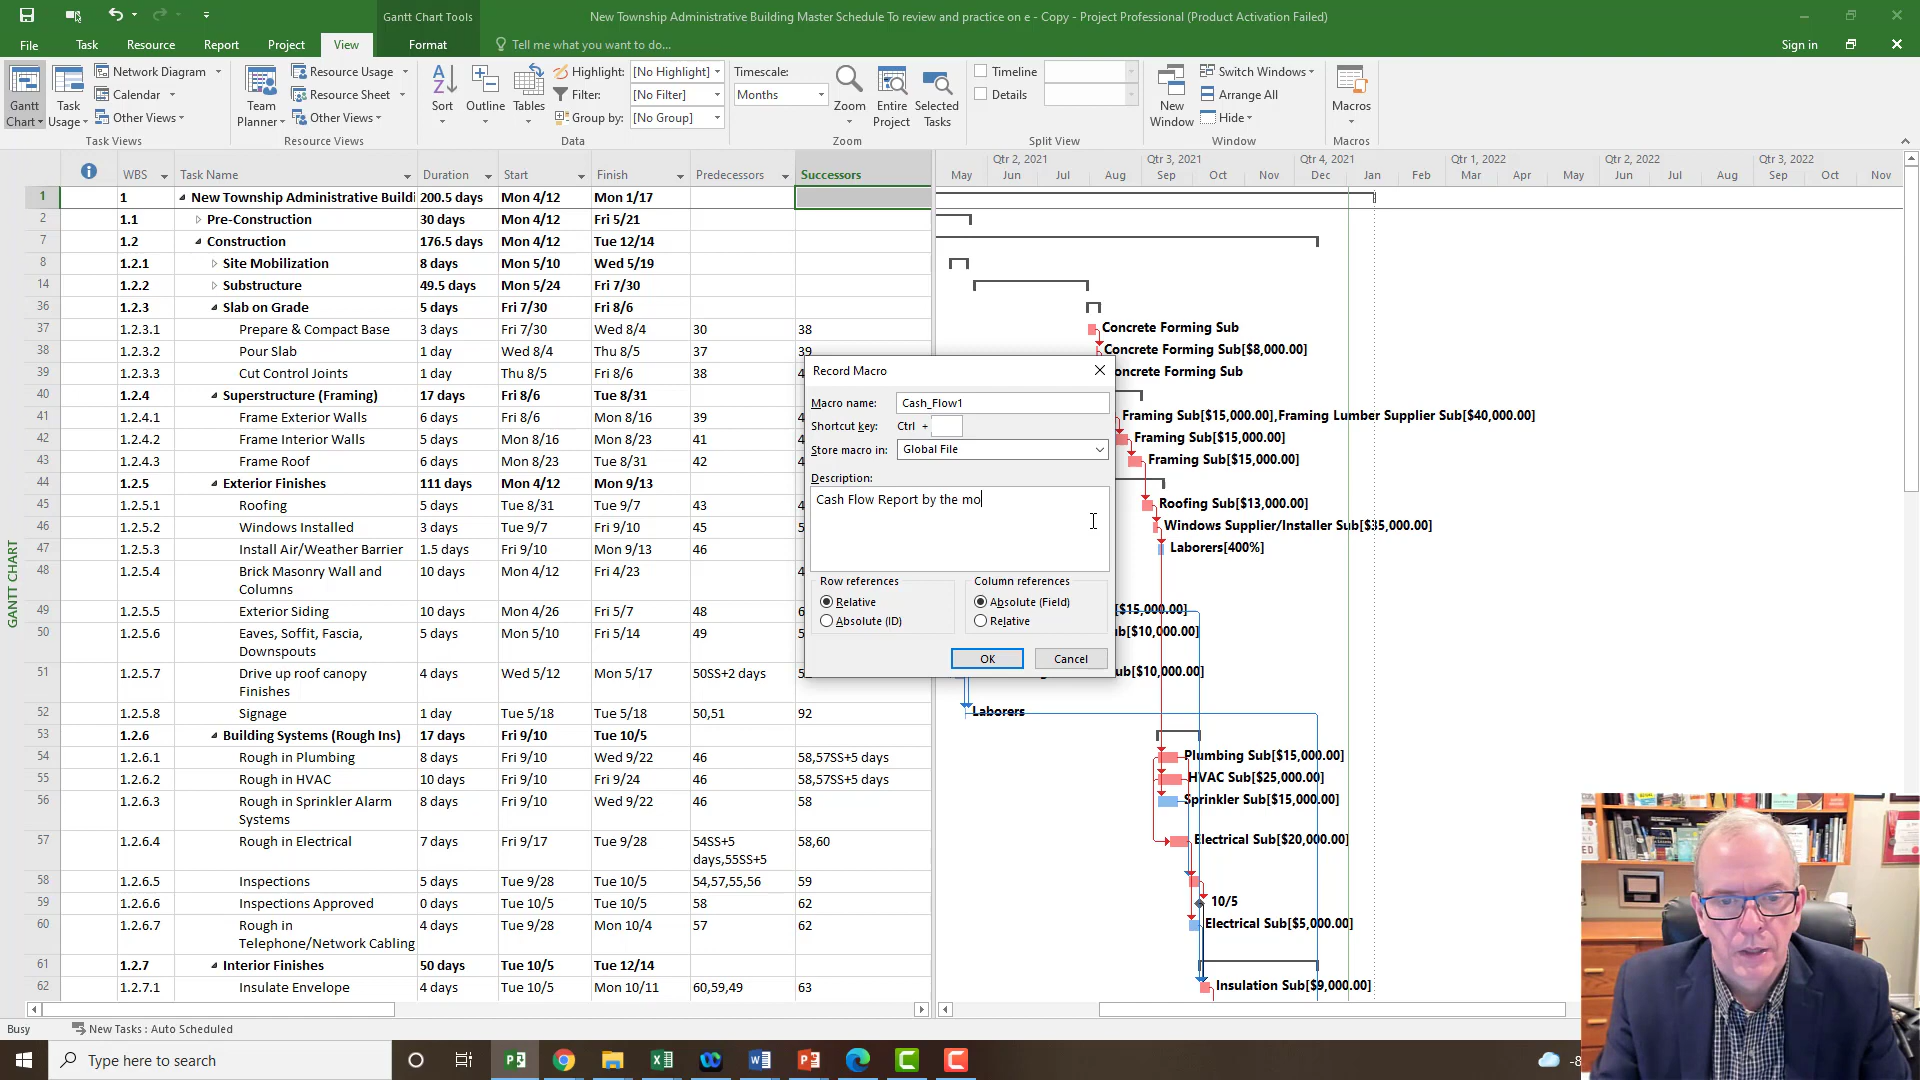 Gantt Chart Tools
New Township Administrative Building Master Schedule To review and practice on e - Copy - Project Professional (Product Activation Failed)
File Task Resource Report Project View Format Tell me what you want to do... Sign in
Gantt Chart
Task Usage
Network Diagram
Calendar
Other Views
Task Views
Team Planner
Resource Usage
Resource Sheet
Other Views
Resource Views
Sort
Outline
Tables
Highlight: [No Highlight]
Filter: [No Filter]
Group by: [No Group]
Data
Timescale:
Months
Zoom
Entire Project
Selected Tasks
Zoom
Timeline
Details
Split View
New Window
Switch Windows
Arrange All
Hide
Window
Macros
Macros
WBS Task Name Duration Start Finish Predecessors Successors
Qtr 2, 2021 Qtr 3, 2021 Qtr 4, 2021 Qtr 1, 2022 Qtr 2, 2022 Qtr 3, 2022
May Jun Jul Aug Sep Oct Nov Dec Jan Feb Mar Apr May Jun Jul Aug Sep Oct Nov
1 1 New Township Administrative Buildi 200.5 days Mon 4/12 Mon 1/17
2 1.1 Pre-Construction 30 days Mon 4/12 Fri 5/21
7 1.2 Construction 176.5 days Mon 4/12 Tue 12/14
8 1.2.1 Site Mobilization 8 days Mon 5/10 Wed 5/19
14 1.2.2 Substructure 49.5 days Mon 5/24 Fri 7/30
36 1.2.3 Slab on Grade 5 days Fri 7/30 Fri 8/6
37 1.2.3.1 Prepare & Compact Base 3 days Fri 7/30 Wed 8/4 30 38 Concrete Forming Sub
38 1.2.3.2 Pour Slab 1 day Wed 8/4 Thu 8/5 37 39 Concrete Forming Sub[$8,000.00]
39 1.2.3.3 Cut Control Joints 1 day Thu 8/5 Fri 8/6 38 4 Concrete Forming Sub
40 1.2.4 Superstructure (Framing) 17 days Fri 8/6 Tue 8/31
41 1.2.4.1 Frame Exterior Walls 6 days Fri 8/6 Mon 8/16 39 4 Framing Sub[$15,000.00],Framing Lumber Supplier Sub[$40,000.00]
42 1.2.4.2 Frame Interior Walls 5 days Mon 8/16 Mon 8/23 41 4 Framing Sub[$15,000.00]
43 1.2.4.3 Frame Roof 6 days Mon 8/23 Tue 8/31 42 4 Framing Sub[$15,000.00]
44 1.2.5 Exterior Finishes 111 days Mon 4/12 Mon 9/13
45 1.2.5.1 Roofing 5 days Tue 8/31 Tue 9/7 43 4 Roofing Sub[$13,000.00]
46 1.2.5.2 Windows Installed 3 days Tue 9/7 Fri 9/10 45 5 Windows Supplier/Installer Sub[$35,000.00]
47 1.2.5.3 Install Air/Weather Barrier 1.5 days Fri 9/10 Mon 9/13 46 Laborers[400%]
48 1.2.5.4 Brick Masonry Wall and 10 days Mon 4/12 Fri 4/23 4
Columns
49 1.2.5.5 Exterior Siding 10 days Mon 4/26 Fri 5/7 48 6 [$15,000.00]
50 1.2.5.6 Eaves, Soffit, Fascia, 5 days Mon 5/10 Fri 5/14 49 5 b[$10,000.00]
Downspouts
51 1.2.5.7 Drive up roof canopy 4 days Wed 5/12 Mon 5/17 50SS+2 days 5 ub[$10,000.00]
Finishes
52 1.2.5.8 Signage 1 day Tue 5/18 Tue 5/18 50,51 92 Laborers
53 1.2.6 Building Systems (Rough Ins) 17 days Fri 9/10 Tue 10/5
54 1.2.6.1 Rough in Plumbing 8 days Fri 9/10 Wed 9/22 46 58,57SS+5 days Plumbing Sub[$15,000.00]
55 1.2.6.2 Rough in HVAC 10 days Fri 9/10 Fri 9/24 46 58,57SS+5 days HVAC Sub[$25,000.00]
56 1.2.6.3 Rough in Sprinkler Alarm 8 days Fri 9/10 Wed 9/22 46 58 Sprinkler Sub[$15,000.00]
Systems
57 1.2.6.4 Rough in Electrical 7 days Fri 9/17 Tue 9/28 54SS+5 58,60 Electrical Sub[$20,000.00]
days,55SS+5
58 1.2.6.5 Inspections 5 days Tue 9/28 Tue 10/5 54,57,55,56 59
59 1.2.6.6 Inspections Approved 0 days Tue 10/5 Tue 10/5 58 62 10/5
60 1.2.6.7 Rough in 4 days Tue 9/28 Mon 10/4 57 62 Electrical Sub[$5,000.00]
Telephone/Network Cabling
61 1.2.7 Interior Finishes 50 days Tue 10/5 Tue 12/14
62 1.2.7.1 Insulate Envelope 4 days Tue 10/5 Mon 10/11 60,59,49 63 Insulation Sub[$9,000.00]
GANTT CHART
Record Macro
Macro name: Cash_Flow1
Shortcut key: Ctrl +
Store macro in: Global File
Description:
Cash Flow Report by the mo
Row references
Relative
Absolute (ID)
Column references
Absolute (Field)
Relative
OK Cancel
Busy New Tasks : Auto Scheduled
Type here to search